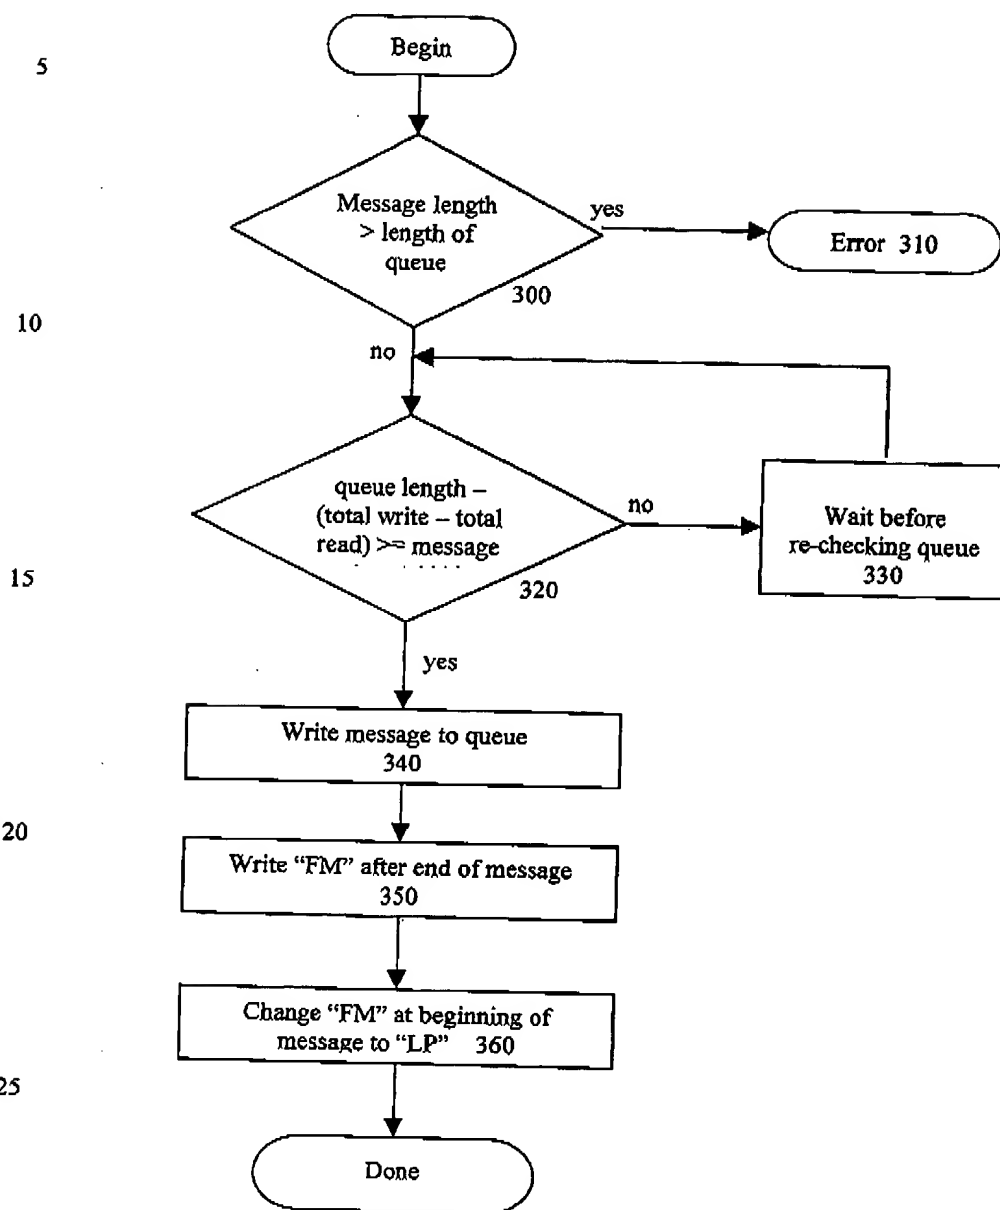 Begin
5
Message length
> length of
queue
300
yes
Error 310
10
no
queue length –
(total write – total
read) >= message
320
no
Wait before
re-checking queue
330
15
yes
Write message to queue
340
20
Write “FM” after end of message
350
Change “FM” at beginning of
message to “LP” 360
25
Done